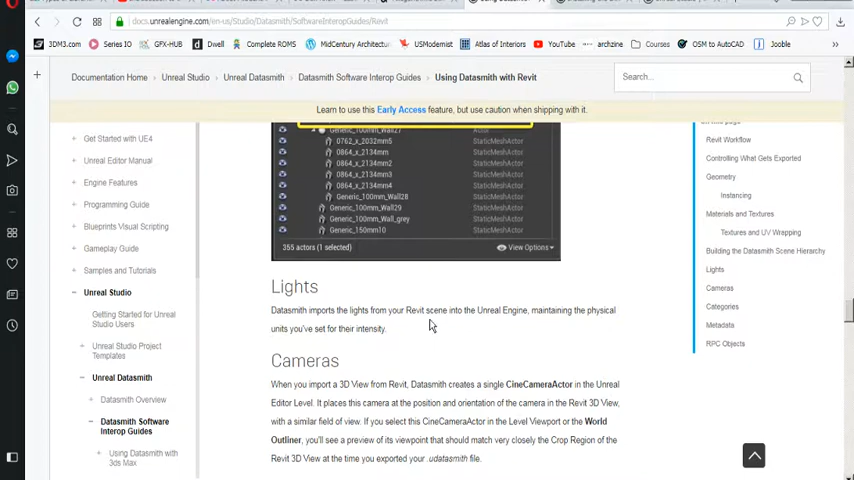 docs.unrealengine.com/en-us/Studio/Datasmith/SoftwareInteropGuides/Revit
3DM3.com
Series IO
GFX-HUB
Dwell
Complete ROMS
MidCentury Architectur
USModernist
Atlas of Interiors
YouTube
archzine
Courses
OSM to AutoCAD
Jooble
Documentation Home > Unreal Studio > Unreal Datasmith > Datasmith Software Interop Guides > Using Datasmith with Revit
Search...
Learn to use this Early Access feature, but use caution when shipping with it.
Get Started with UE4
Unreal Editor Manual
Engine Features
Programming Guide
Blueprints Visual Scripting
Gameplay Guide
Samples and Tutorials
Unreal Studio
Getting Started for Unreal
Studio Users
Unreal Studio Project
Templates
Unreal Datasmith
Datasmith Overview
Datasmith Software
Interop Guides
Using Datasmith with
3ds Max
Generic_100mm_Wall27 Actor
0762_x_2032mm5 StaticMeshActor
0864_x_2134mm StaticMeshActor
0864_x_2134mm2 StaticMeshActor
0864_x_2134mm3 StaticMeshActor
0864_x_2134mm4 StaticMeshActor
Generic_100mm_Wall28 StaticMeshActor
Generic_100mm_Wall29 StaticMeshActor
Generic_100mm_Wall_grey StaticMeshActor
Generic_150mm10 StaticMeshActor
355 actors (1 selected) View Options
Lights
Datasmith imports the lights from your Revit scene into the Unreal Engine, maintaining the physical
units you've set for their intensity.
Cameras
When you import a 3D View from Revit, Datasmith creates a single CineCameraActor in the Unreal
Editor Level. It places this camera at the position and orientation of the camera in the Revit 3D View,
with a similar field of view. If you select this CineCameraActor in the Level Viewport or the World
Outliner, you'll see a preview of its viewpoint that should match very closely the Crop Region of the
Revit 3D View at the time you exported your .udatasmith file.
Revit Workflow
Controlling What Gets Exported
Geometry
Instancing
Materials and Textures
Textures and UV Wrapping
Building the Datasmith Scene Hierarchy
Lights
Cameras
Categories
Metadata
RPC Objects